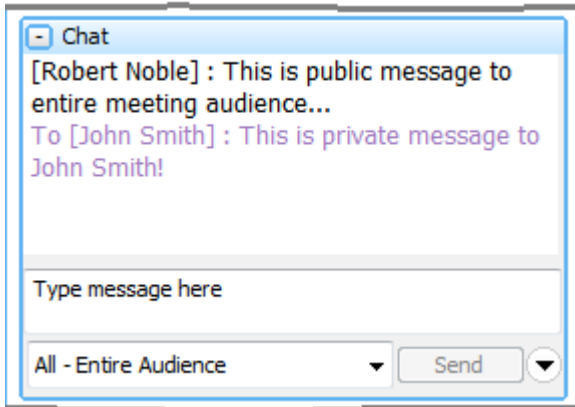 Chat
[Robert Noble] : This is public message to
entire meeting audience...
To [John Smith] : This is private message to
John Smith!
Type message here
All - Entire Audience
Send